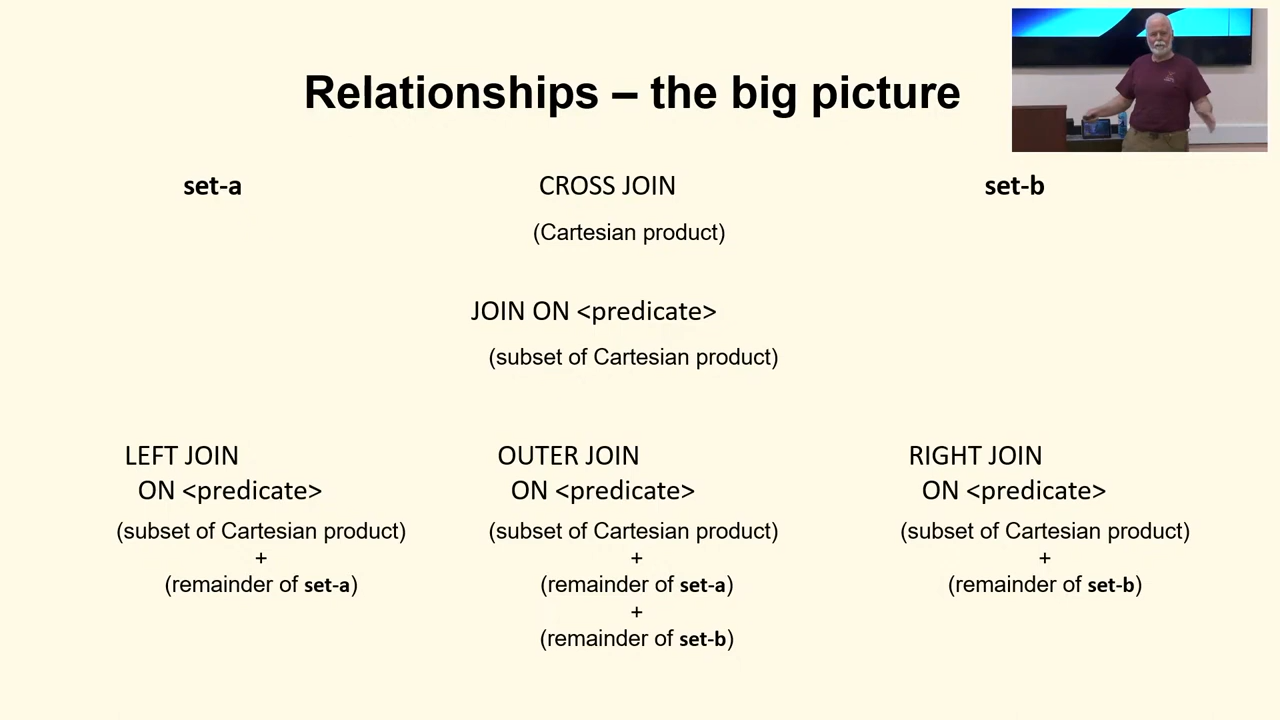 Relationships – the big picture
set-a CROSS JOIN set-b
(Cartesian product)
JOIN ON <predicate>
(subset of Cartesian product)
LEFT JOIN
ON <predicate>
(subset of Cartesian product)
+
(remainder of set-a)
OUTER JOIN
ON <predicate>
(subset of Cartesian product)
+
(remainder of set-a)
+
(remainder of set-b)
RIGHT JOIN
ON <predicate>
(subset of Cartesian product)
+
(remainder of set-b)